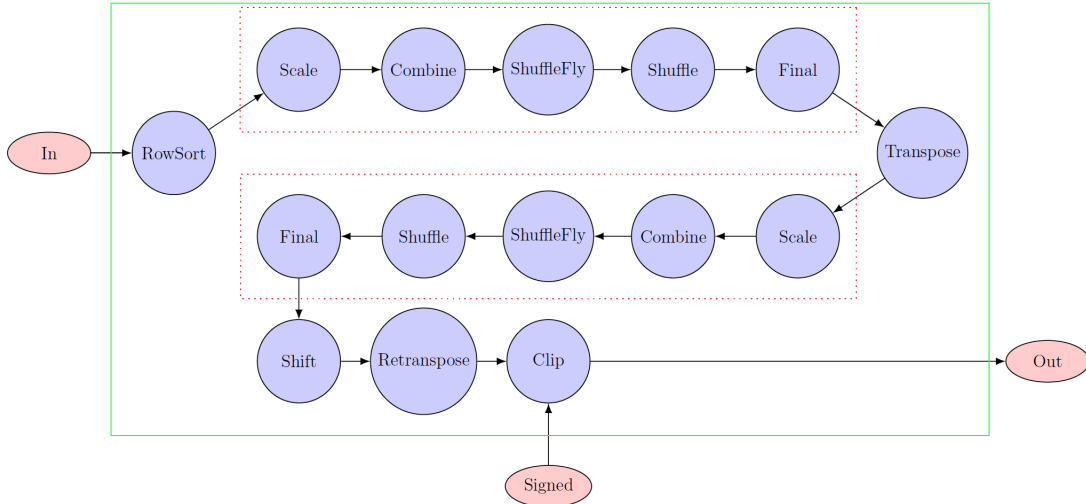 Scale
Combine
ShuffleFly
Shuffle
Final
In
RowSort
Transpose
Final
Shuffle
ShuffleFly
Combine
Scale
Shift
Retranspose
Clip
Out
Signed